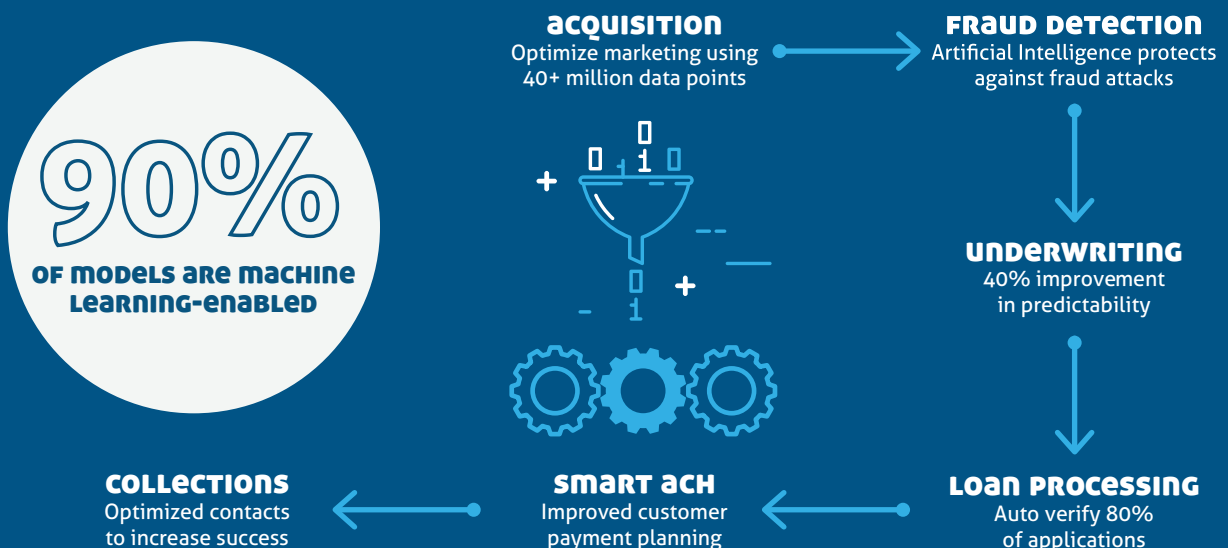 90%
OF MODELS ARE MACHINE
LEARNING-ENABLED
ACQUISITION
Optimize marketing using
40+ million data points
FRAUD DETECTION
Artificial Intelligence protects
against fraud attacks
0
0 1 1 0
0
1
UNDERWRITING
40% improvement
in predictability
LOAN PROCESSING
Auto verify 80%
of applications
SMART ACH
Improved customer
payment planning
COLLECTIONS
Optimized contacts
to increase success